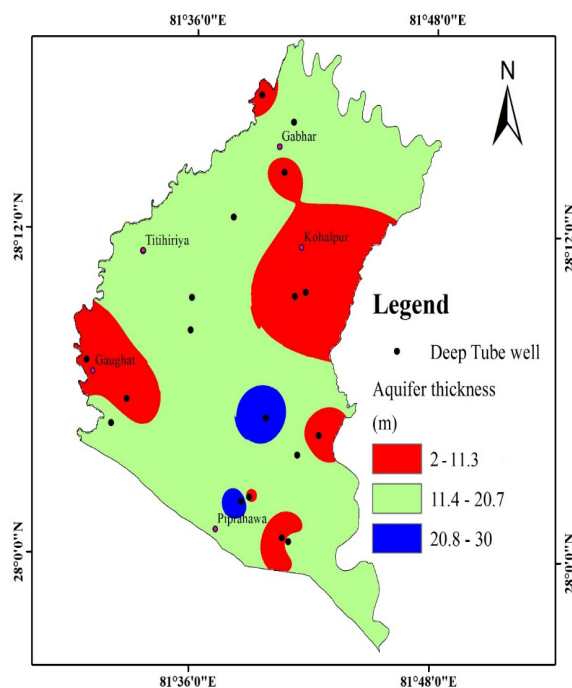 81°36'0"E
81°48'0"E
N
Gabhar
28°12'0"N
28°12'0"N
Titihiriya
Kohalpur
Legend
Deep Tube well
Gaughat
Aquifer thickness
(m)
2 - 11.3
11.4 - 20.7
20.8 - 30
Piprahawa
28°0'0"N
28°0'0"N
81°36'0"E
81°48'0"E